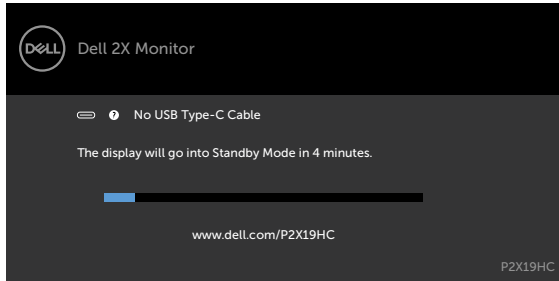 DELL Dell 2X Monitor
? No USB Type-C Cable
The display will go into Standby Mode in 4 minutes.
www.dell.com/P2X19HC
P2X19HC